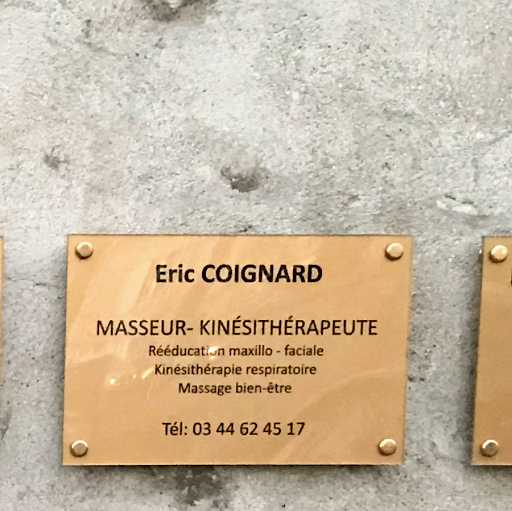 Eric COIGNARD
MASSEUR- KINÉSITHÉRAPEUTE
Rééducation maxillo - faciale
Kinésithérapie respiratoire
Massage bien-être
Tél: 03 44 62 45 17